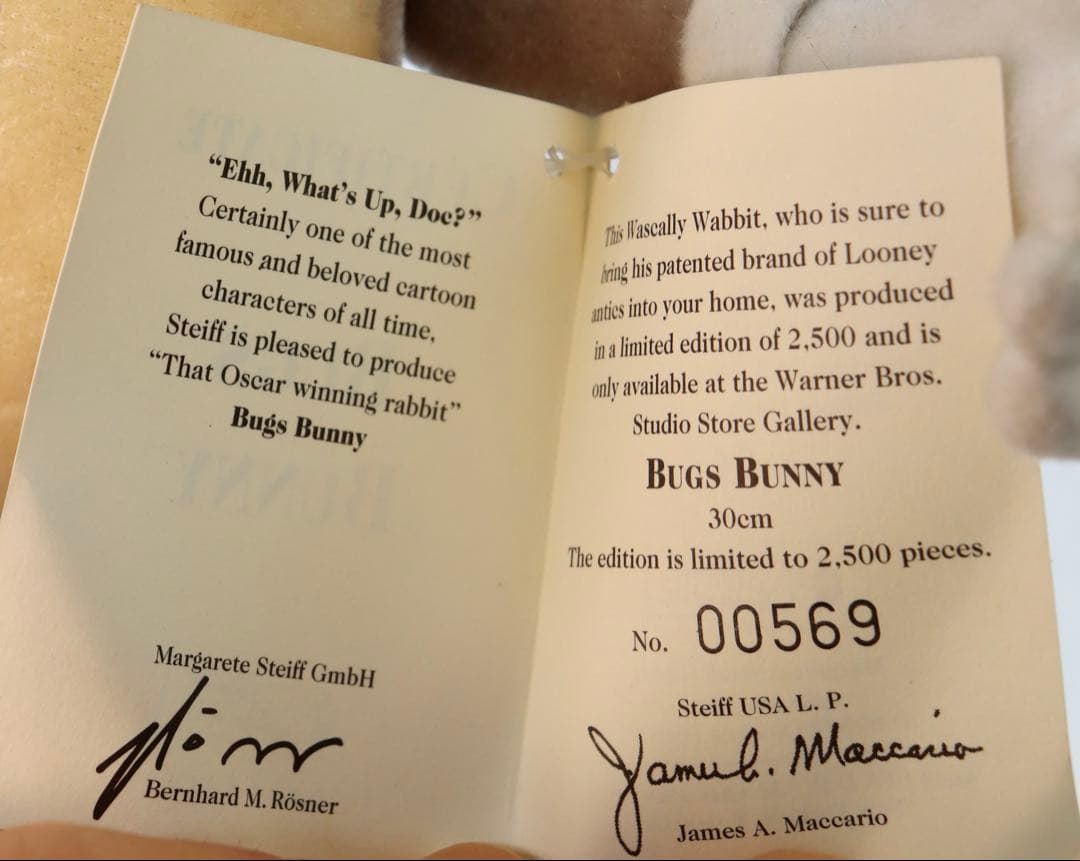 “Ehh, What’s Up, Doc?”
Certainly one of the most
famous and beloved cartoon
characters of all time,
Steiff is pleased to produce
“That Oscar winning rabbit”
Bugs Bunny
Margarete Steiff GmbH
Bernhard M. Rösner
This Wascally Wabbit, who is sure to
bring his patented brand of Looney
antics into your home, was produced
in a limited edition of 2,500 and is
only available at the Warner Bros.
Studio Store Gallery.
BUGS BUNNY
30cm
The edition is limited to 2,500 pieces.
No. 00569
Steiff USA L. P.
James A. Maccario
James A. Maccario